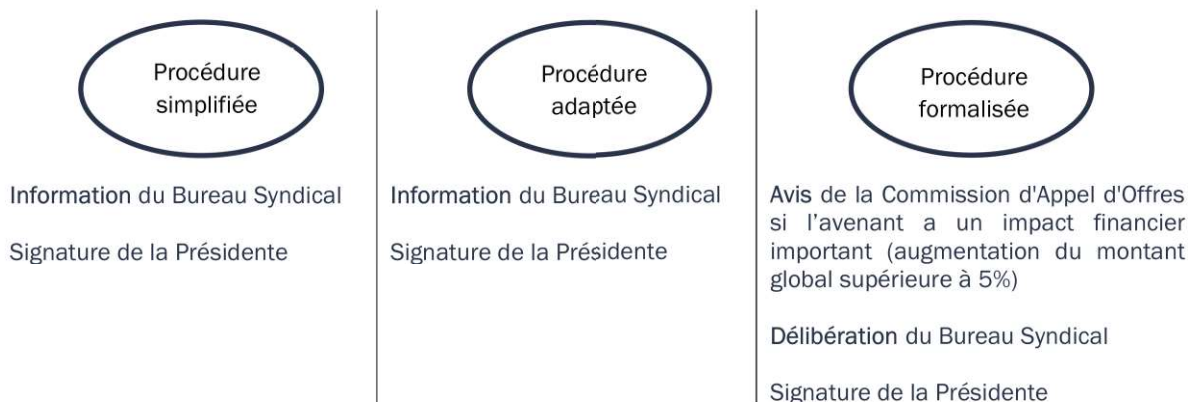 Procédure
simplifiée
Information du Bureau Syndical
Signature de la Présidente
Procédure
adaptée
Information du Bureau Syndical
Signature de la Présidente
Procédure
formalisée
Avis de la Commission d'Appel d'Offres
si l’avenant a un impact financier
important (augmentation du montant
global supérieure à 5%)
Délibération du Bureau Syndical
Signature de la Présidente